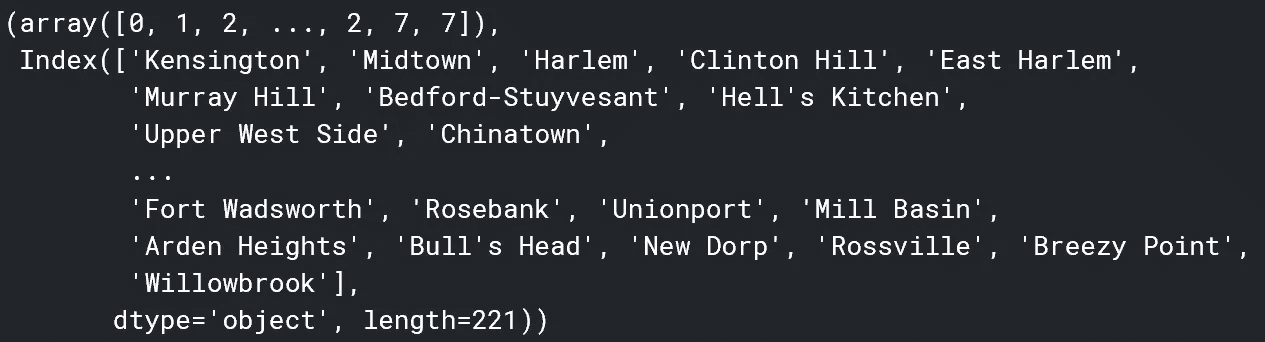 (array([0, 1, 2, ..., 2, 7, 7]),
Index(['Kensington', 'Midtown', 'Harlem', 'Clinton Hill', 'East Harlem',
'Murray Hill', 'Bedford-Stuyvesant', 'Hell's Kitchen',
'Upper West Side', 'Chinatown',
...
'Fort Wadsworth', 'Rosebank', 'Unionport', 'Mill Basin',
'Arden Heights', 'Bull's Head', 'New Dorp', 'Rossville', 'Breezy Point',
'Willowbrook'],
dtype='object', length=221))